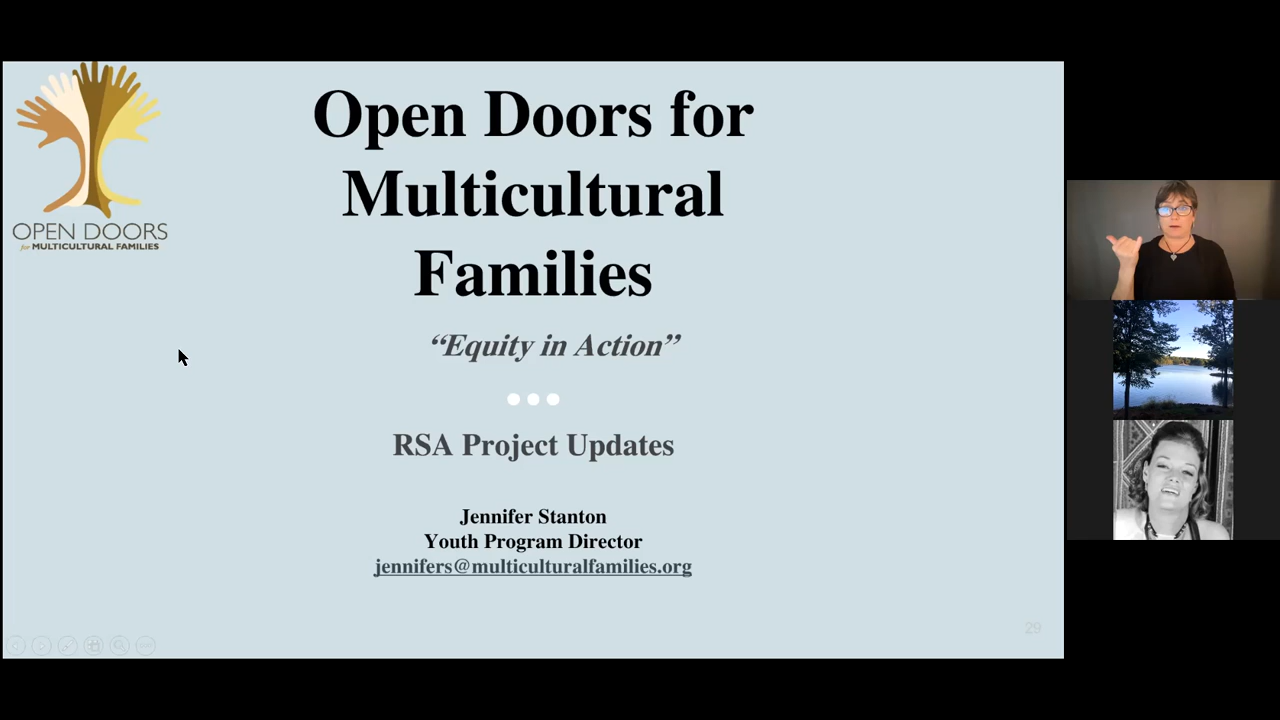 OPEN DOORS
for MULTICULTURAL FAMILIES
Open Doors for
Multicultural
Families
“Equity in Action”
RSA Project Updates
Jennifer Stanton
Youth Program Director
jennifers@multiculturalfamilies.org
29